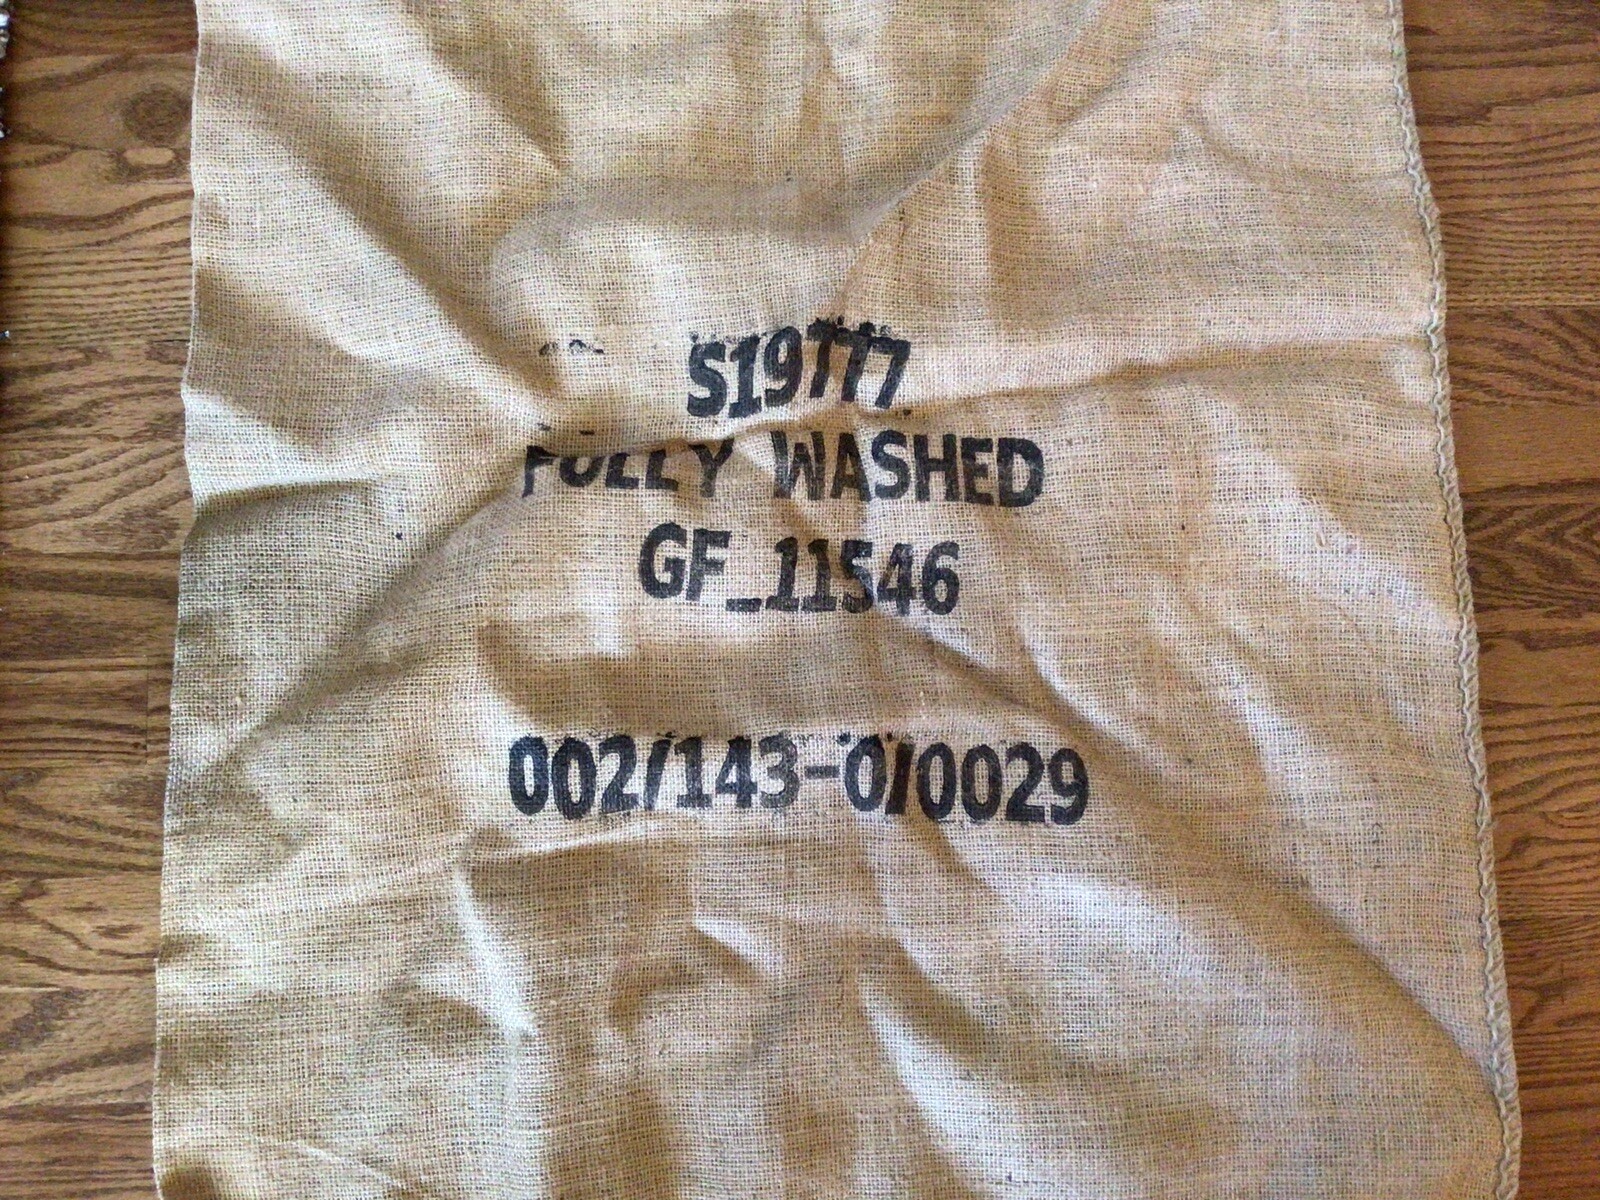 S19777
FULLY WASHED
GF_11546
002/143-0/0029